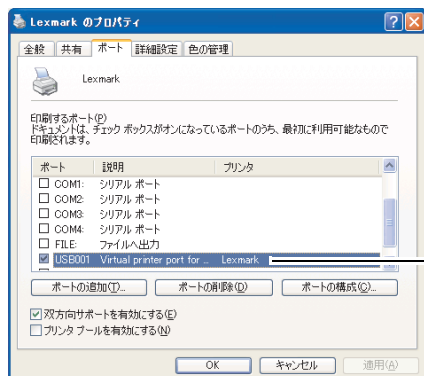 Lexmark のプロパティ
全般 共有 ポート 詳細設定 色の管理
Lexmark
印刷するポート(P)
ドキュメントは、チェック ボックスがオンになっているポートのうち、最初に利用可能なもので
印刷されます。
ポート 説明 プリンタ
COM1: シリアル ポート
COM2: シリアル ポート
COM3: シリアル ポート
COM4: シリアル ポート
FILE: ファイルへ出力
USB001 Virtual printer port for ... Lexmark
ポートの追加(T)... ポートの削除(D) ポートの構成(C)...
双方向サポートを有効にする(E)
プリンタ プールを有効にする(N)
OK キャンセル 適用(A)